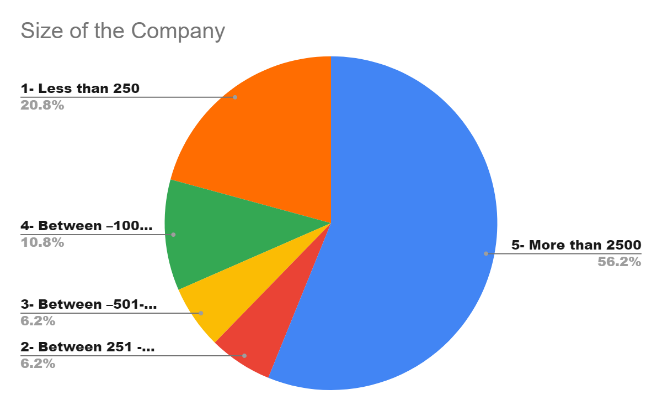 Size of the Company
1- Less than 250
20.8%
4- Between –100...
10.8%
5- More than 2500
56.2%
3- Between –501-...
6.2%
2- Between 251 -...
6.2%